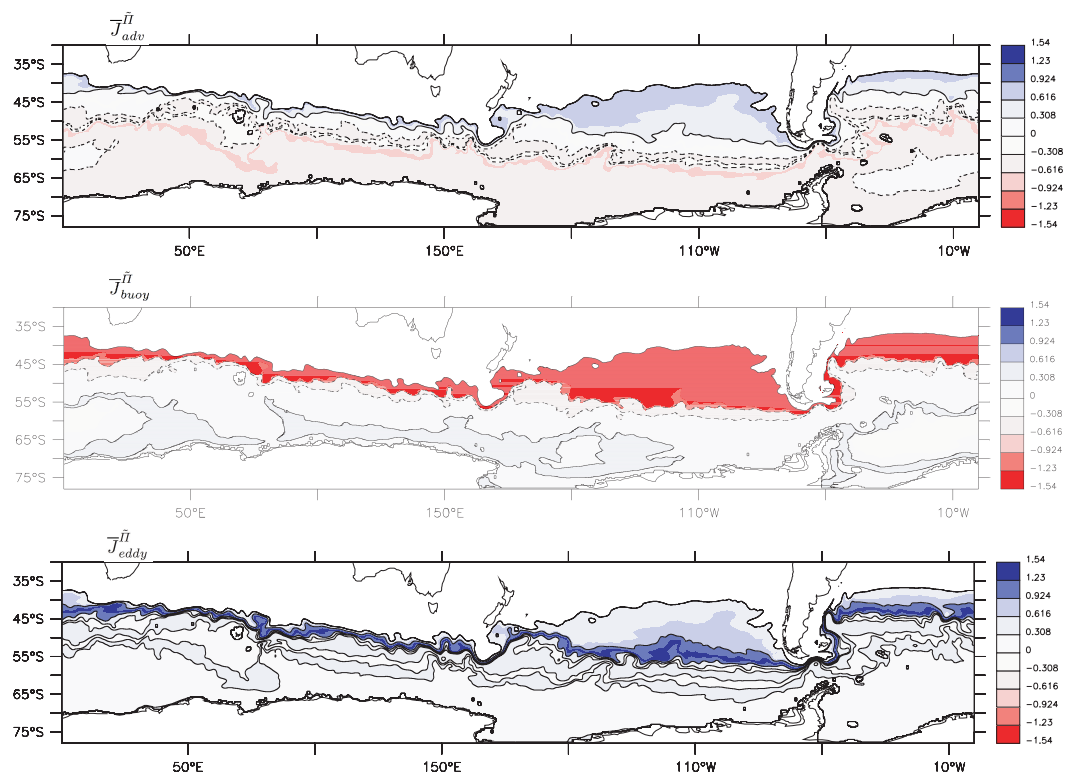 J̅_{adv}^{Π̃}
35°S
45°S
55°S
65°S
75°S
50°E 150°E 110°W 10°W
1.54
1.23
0.924
0.616
0.308
0
−0.308
−0.616
−0.924
−1.23
−1.54
J̅_{buoy}^{Π̃}
35°S
45°S
55°S
65°S
75°S
50°E 150°E 110°W 10°W
1.54
1.23
0.924
0.616
0.308
0
−0.308
−0.616
−0.924
−1.23
−1.54
J̅_{eddy}^{Π̃}
35°S
45°S
55°S
65°S
75°S
50°E 150°E 110°W 10°W
1.54
1.23
0.924
0.616
0.308
0
−0.308
−0.616
−0.924
−1.23
−1.54